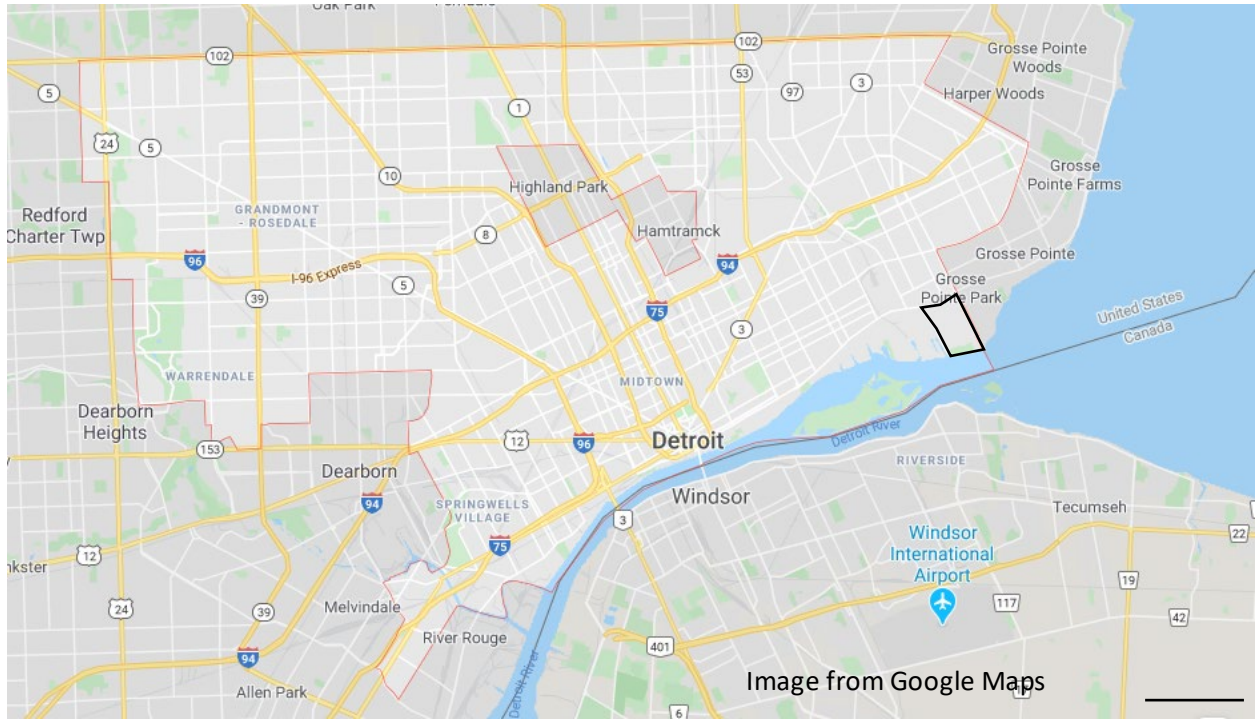 Oak Park
102
102
Grosse Pointe
Woods
5
53
3
97
Harper Woods
1
24
5
Grosse
Pointe Farms
10
Highland Park
Redford
Charter Twp
GRANDMONT
- ROSEDALE
8
Hamtramck
96
I-96 Express
94
Grosse Pointe
5
39
Grosse
Pointe Park
75
United States
Canada
3
WARRENDALE
MIDTOWN
Dearborn
Heights
153
12
96
Detroit
Detroit River
RIVERSIDE
Dearborn
94
SPRINGWELLS
VILLAGE
Windsor
3
Tecumseh
75
Windsor
International
Airport
22
12
nkster
19
24
39
Melvindale
117
42
River Rouge
401
94
Detroit River
Allen Park
Image from Google Maps
6